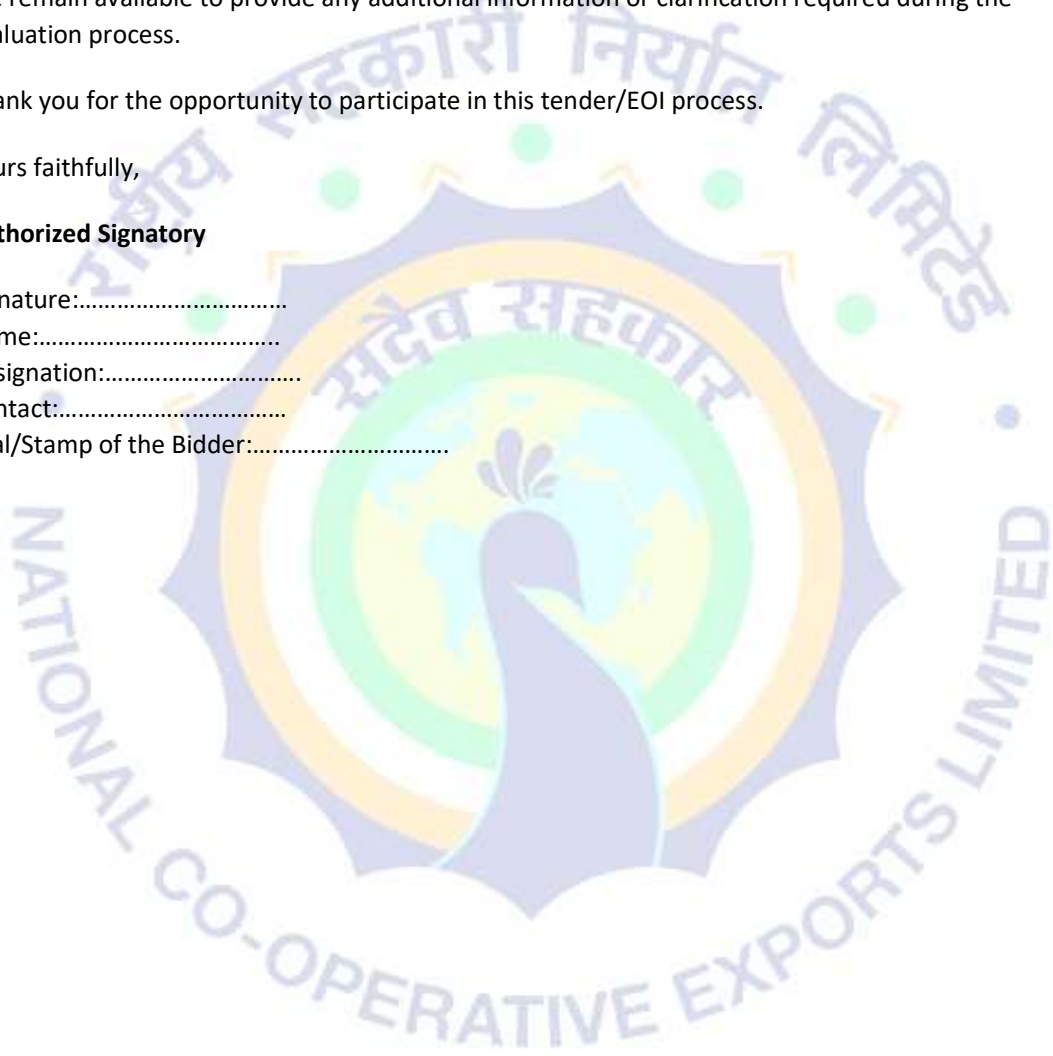 remain available to provide any additional information or clarification required during the
aluation process.
ank you for the opportunity to participate in this tender/EOI process.
urs faithfully,
thorized Signatory
nature:……………………………
me:……………………………..
signation:………………………….
ntact:………………………………
al/Stamp of the Bidder:………………………….
राष्ट्रीय सहकारी निर्यात लिमिटेड
सदैव सहकार
NATIONAL CO-OPERATIVE EXPORTS LIMITED